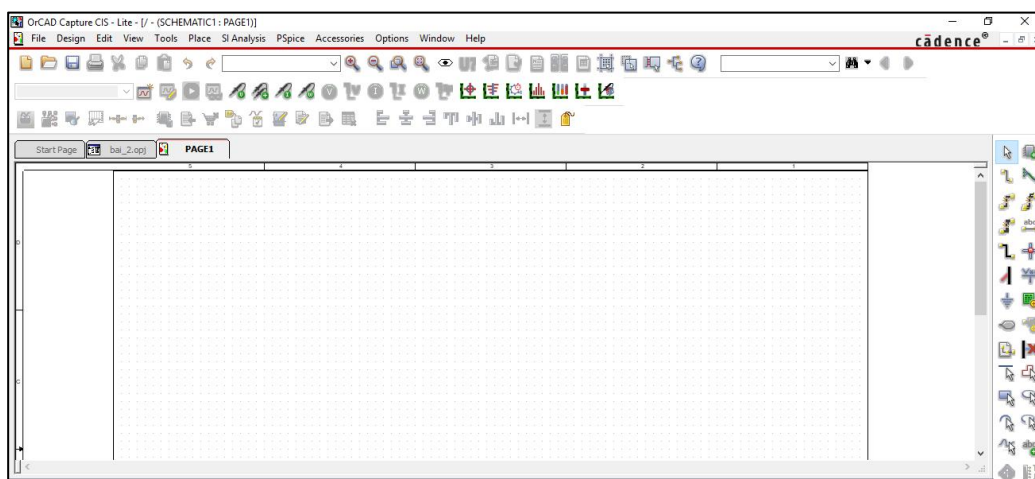 OrCAD Capture CIS - Lite - [/ - (SCHEMATIC1 : PAGE1)]
File Design Edit View Tools Place SI Analysis PSpice Accessories Options Window Help
cādence®
Start Page bai_2.opj PAGE1
5 4 3 2 1
D
C